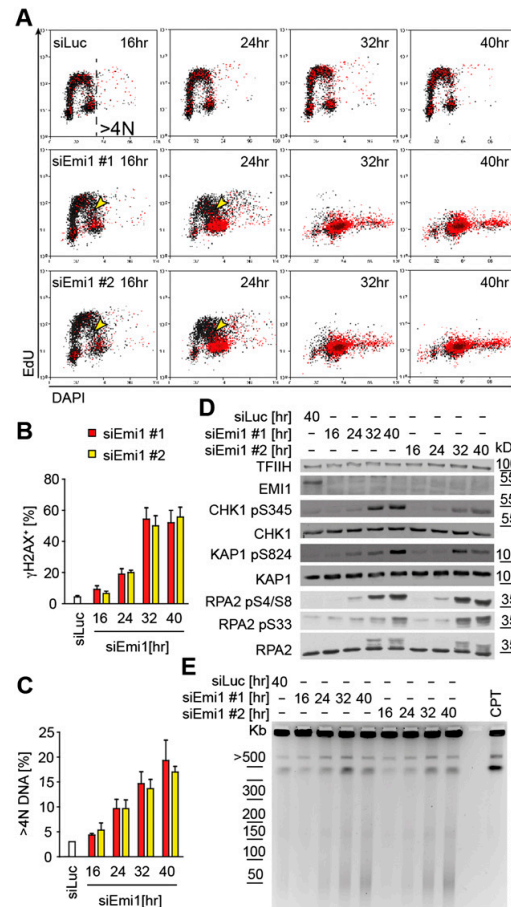 A
siLuc 16hr 24hr 32hr 40hr
>4N
siEmi1 #1 16hr 24hr 32hr 40hr
siEmi1 #2 16hr 24hr 32hr 40hr
EdU
DAPI
B
siEmi1 #1
siEmi1 #2
γH2AX⁺ [%]
80
60
40
20
0
siLuc 16 24 32 40
siEmi1[hr]
C
>4N DNA [%]
25
20
15
10
5
0
siLuc 16 24 32 40
siEmi1[hr]
D
siLuc [hr] 40 – – – – – – – –
siEmi1 #1 [hr] – 16 24 32 40 – – – –
siEmi1 #2 [hr] – – – – – 16 24 32 40 kD
TFIIH 100
EMI1 55
CHK1 pS345 55
CHK1
KAP1 pS824 100
KAP1
RPA2 pS4/S8 35
RPA2 pS33 35
RPA2 35
E
siLuc [hr] 40 – – – – – – – –
siEmi1 #1 [hr] – 16 24 32 40 – – – –
siEmi1 #2 [hr] – – – – – 16 24 32 40 CPT
Kb
>500
300
200
150
100
50